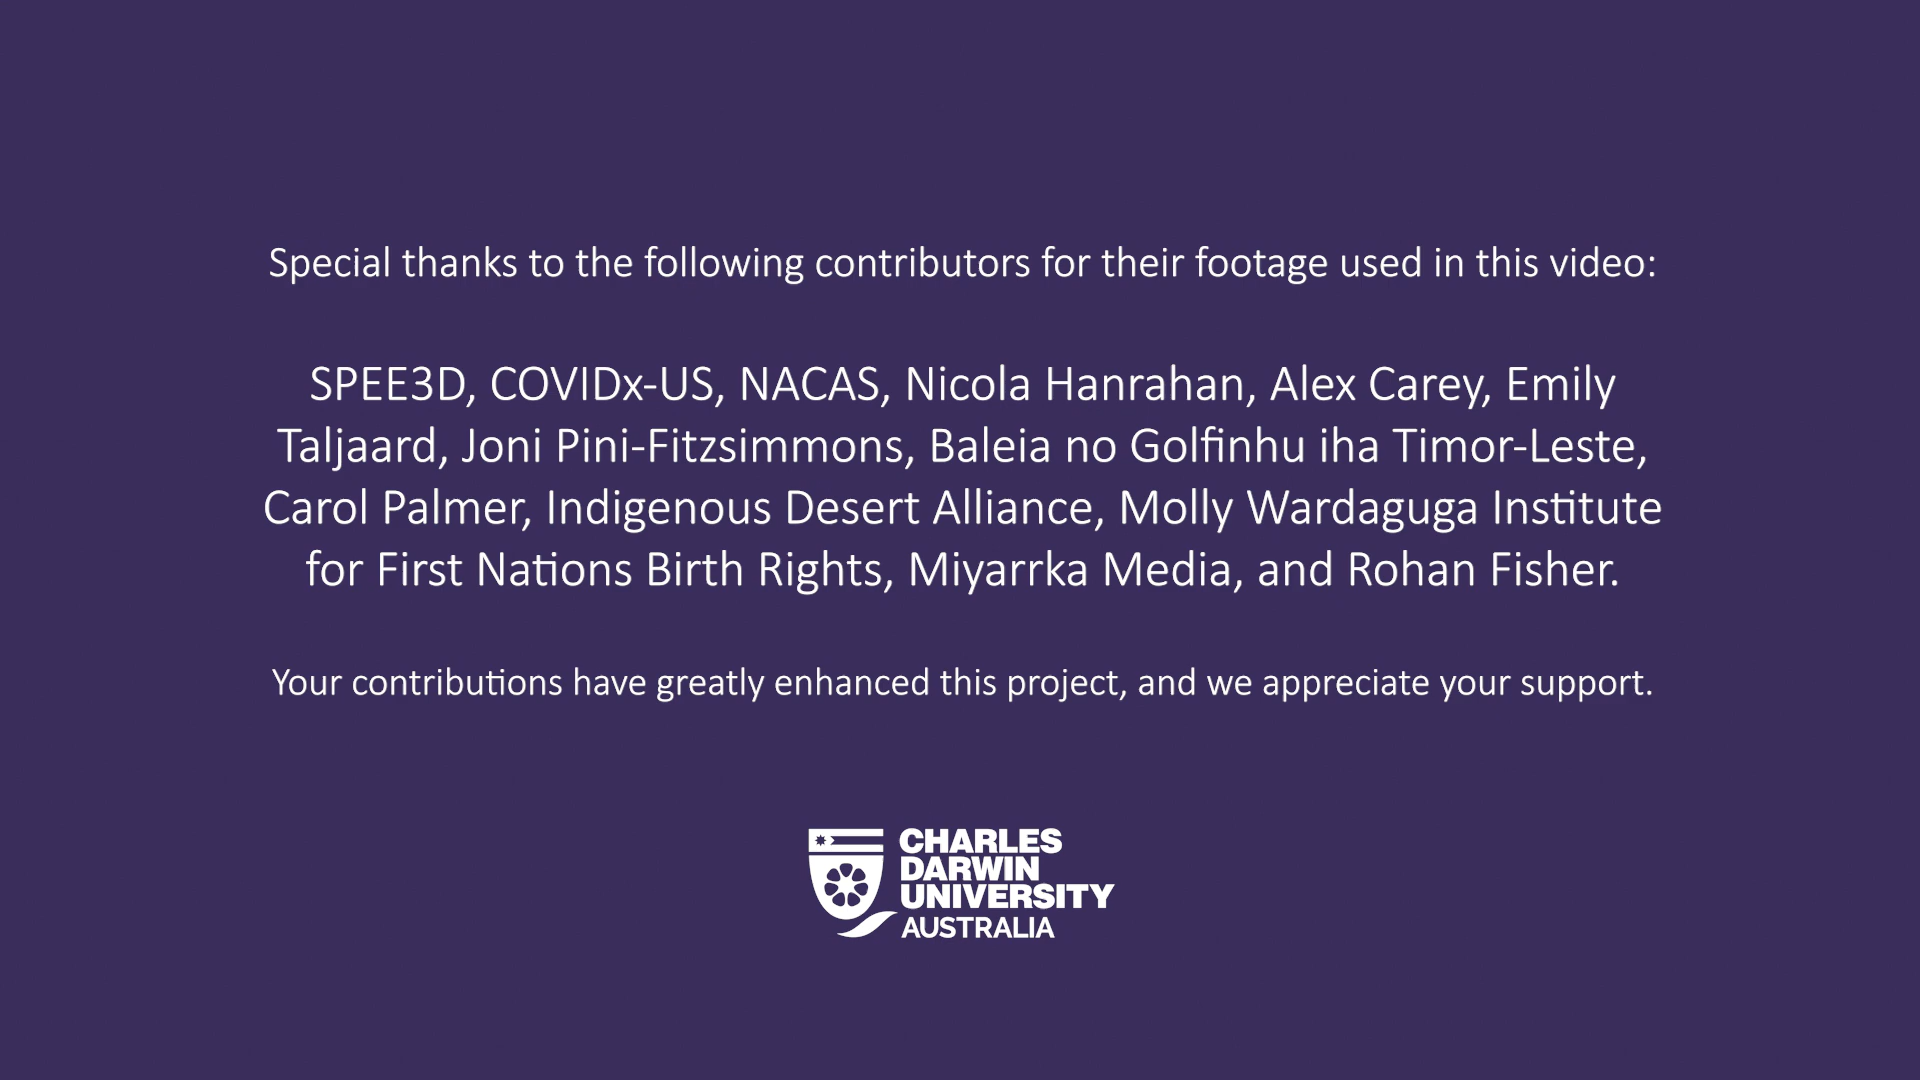 Special thanks to the following contributors for their footage used in this video:
SPEE3D, COVIDx-US, NACAS, Nicola Hanrahan, Alex Carey, Emily
Taljaard, Joni Pini-Fitzsimmons, Baleia no Golfinhu iha Timor-Leste,
Carol Palmer, Indigenous Desert Alliance, Molly Wardaguga Institute
for First Nations Birth Rights, Miyarrka Media, and Rohan Fisher.
Your contributions have greatly enhanced this project, and we appreciate your support.
CHARLES
DARWIN
UNIVERSITY
AUSTRALIA